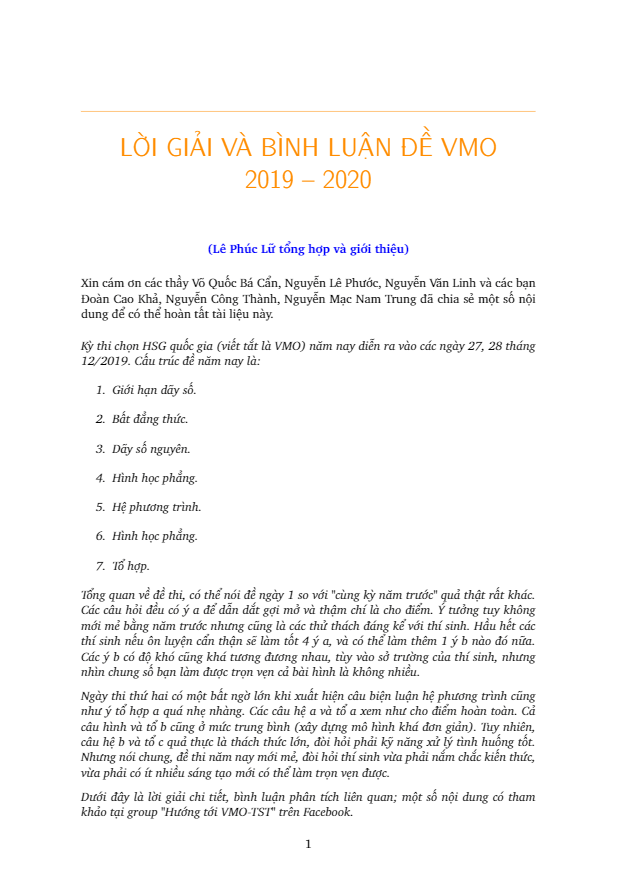 LỜI GIẢI VÀ BÌNH LUẬN ĐỀ VMO
2019 – 2020
(Lê Phúc Lữ tổng hợp và giới thiệu)
Xin cám ơn các thầy Võ Quốc Bá Cẩn, Nguyễn Lê Phước, Nguyễn Văn Linh và các bạn
Đoàn Cao Khả, Nguyễn Công Thành, Nguyễn Mạc Nam Trung đã chia sẻ một số nội
dung để có thể hoàn tất tài liệu này.
Kỳ thi chọn HSG quốc gia (viết tắt là VMO) năm nay diễn ra vào các ngày 27, 28 tháng
12/2019. Cấu trúc đề năm nay là:
1. Giới hạn dãy số.
2. Bất đẳng thức.
3. Dãy số nguyên.
4. Hình học phẳng.
5. Hệ phương trình.
6. Hình học phẳng.
7. Tổ hợp.
Tổng quan về đề thi, có thể nói đề ngày 1 so với "cùng kỳ năm trước" quả thật rất khác.
Các câu hỏi đều có ý a để dẫn dắt gợi mở và thậm chí là cho điểm. Ý tưởng tuy không
mới mẻ bằng năm trước nhưng cũng là các thử thách đáng kể với thí sinh. Hầu hết các
thí sinh nếu ôn luyện cẩn thận sẽ làm tốt 4 ý a, và có thể làm thêm 1 ý b nào đó nữa.
Các ý b có độ khó cũng khá tương đương nhau, tùy vào sở trường của thí sinh, nhưng
nhìn chung số bạn làm được trọn vẹn cả bài hình là không nhiều.
Ngày thi thứ hai có một bất ngờ lớn khi xuất hiện câu biện luận hệ phương trình cũng
như ý tổ hợp a quá nhẹ nhàng. Các câu hệ a và tổ a xem như cho điểm hoàn toàn. Cả
câu hình và tổ b cũng ở mức trung bình (xây dựng mô hình khá đơn giản). Tuy nhiên,
câu hệ b và tổ c quả thực là thách thức lớn, đòi hỏi phải kỹ năng xử lý tình huống tốt.
Nhưng nói chung, đề thi năm nay mới mẻ, đòi hỏi thí sinh vừa phải nắm chắc kiến thức,
vừa phải có ít nhiều sáng tạo mới có thể làm trọn vẹn được.
Dưới đây là lời giải chi tiết, bình luận phân tích liên quan; một số nội dung có tham
khảo tại group "Hướng tới VMO-TST" trên Facebook.
1